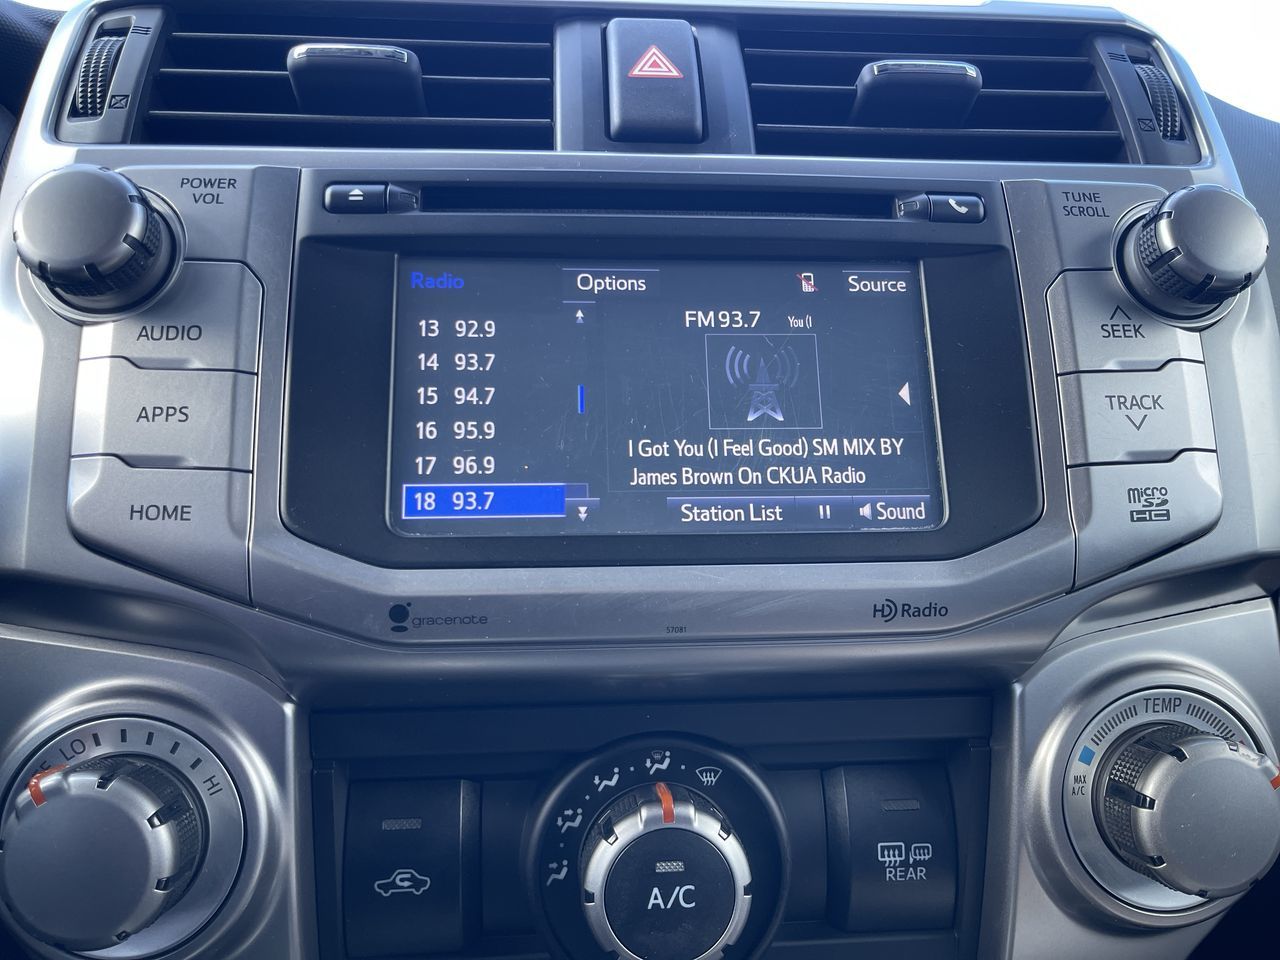 POWER
VOL
TUNE
SCROLL
Radio
Options
Source
13 92.9
14 93.7
15 94.7
16 95.9
17 96.9
18 93.7
FM 93.7
You (I
I Got You (I Feel Good) SM MIX BY
James Brown On CKUA Radio
Station List
Sound
AUDIO
APPS
HOME
SEEK
TRACK
MICRO
SD
HC
gracenote
57081
HD Radio
LO
HI
A/C
REAR
TEMP
MAX
A/C